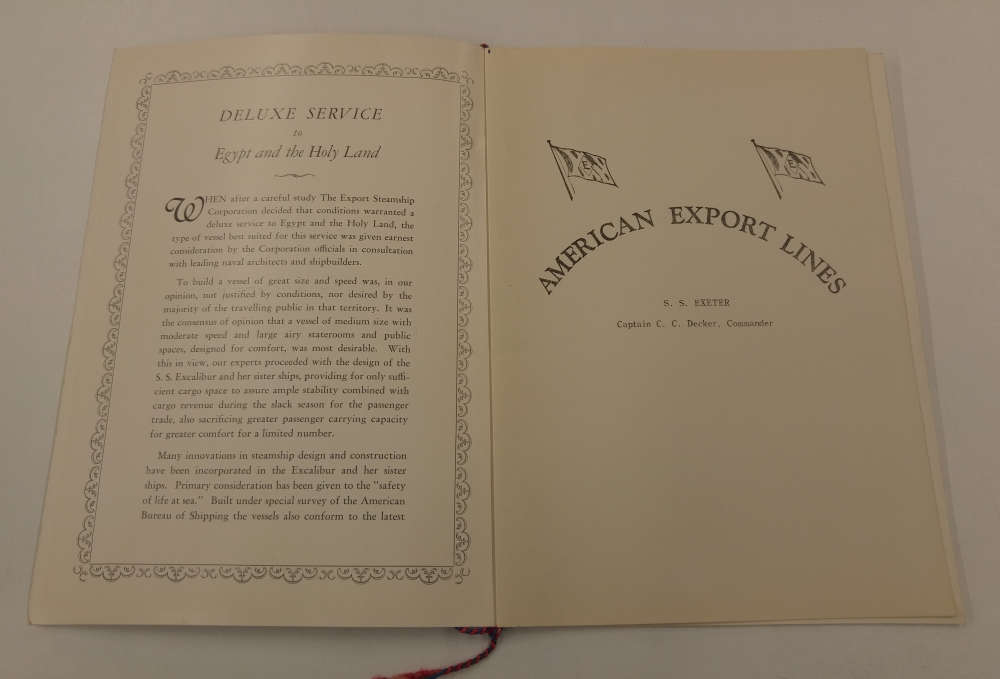 DELUXE SERVICE
to
Egypt and the Holy Land
WHEN after a careful study The Export Steamship
Corporation decided that conditions warranted a
deluxe service to Egypt and the Holy Land, the
type of vessel best suited for this service was given earnest
consideration by the Corporation officials in consultation
with leading naval architects and shipbuilders.
To build a vessel of great size and speed was, in our
opinion, not justified by conditions, nor desired by the
majority of the travelling public in that territory. It was
the consensus of opinion that a vessel of medium size with
moderate speed and large airy staterooms and public
spaces, designed for comfort, was most desirable. With
this in view, our experts proceeded with the design of the
S. S. Excalibur and her sister ships, providing for only suffi-
cient cargo space to assure ample stability combined with
cargo revenue during the slack season for the passenger
trade, also sacrificing greater passenger carrying capacity
for greater comfort for a limited number.
Many innovations in steamship design and construction
have been incorporated in the Excalibur and her sister
ships. Primary consideration has been given to the "safety
of life at sea." Built under special survey of the American
Bureau of Shipping the vessels also conform to the latest
E
E
AMERICAN EXPORT LINES
S. S. EXETER
Captain C. C. Decker, Commander